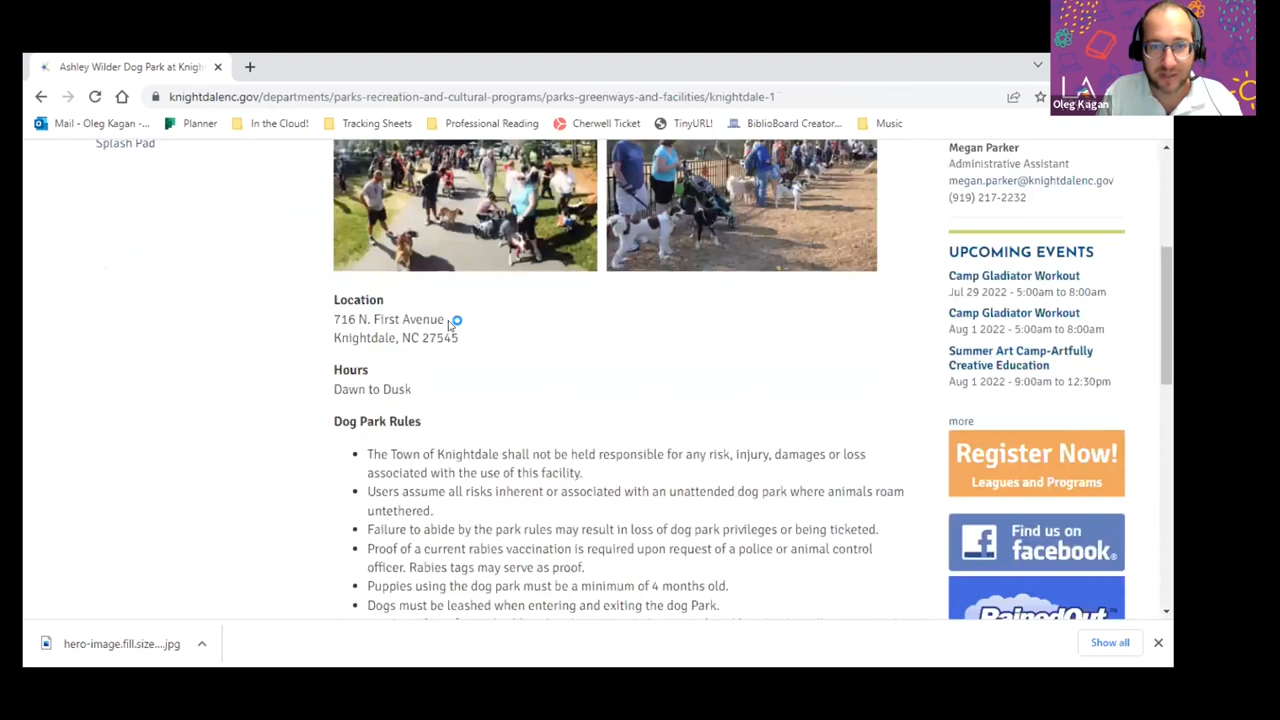 LA
Oleg Kagan
Ashley Wilder Dog Park at Knigh
knightdalenc.gov/departments/parks-recreation-and-cultural-programs/parks-greenways-and-facilities/knightdale-1
Mail - Oleg Kagan -...
Planner
In the Cloud!
Tracking Sheets
Professional Reading
Cherwell Ticket
TinyURL!
BiblioBoard Creator...
Music
Splash Pad
Location
716 N. First Avenue
Knightdale, NC 27545
Hours
Dawn to Dusk
Dog Park Rules
• The Town of Knightdale shall not be held responsible for any risk, injury, damages or loss
associated with the use of this facility.
• Users assume all risks inherent or associated with an unattended dog park where animals roam
untethered.
• Failure to abide by the park rules may result in loss of dog park privileges or being ticketed.
• Proof of a current rabies vaccination is required upon request of a police or animal control
officer. Rabies tags may serve as proof.
• Puppies using the dog park must be a minimum of 4 months old.
• Dogs must be leashed when entering and exiting the dog Park.
Megan Parker
Administrative Assistant
megan.parker@knightdalenc.gov
(919) 217-2232
UPCOMING EVENTS
Camp Gladiator Workout
Jul 29 2022 - 5:00am to 8:00am
Camp Gladiator Workout
Aug 1 2022 - 5:00am to 8:00am
Summer Art Camp-Artfully
Creative Education
Aug 1 2022 - 9:00am to 12:30pm
more
Register Now!
Leagues and Programs
Find us on
facebook®
RainedOut
hero-image.fill.size....jpg
Show all